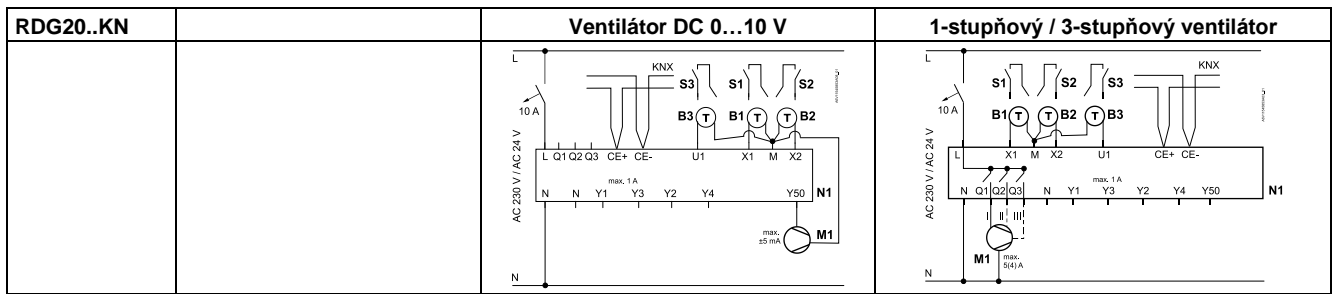 RDG20..KN
Ventilátor DC 0…10 V
1-stupňový / 3-stupňový ventilátor
L
KNX
S3 S1 S2
10 A
B3 T B1 T T B2
AC 230 V / AC 24 V
L Q1 Q2 Q3 CE+ CE- U1 X1 M X2
max. 1 A
N N Y1 Y3 Y2 Y4 Y50 N1
max.
±5 mA
M1
N
L
KNX
S1 S2 S3
10 A
B1 T T B2 T B3
AC 230 V / AC 24 V
L X1 M X2 U1 CE+ CE-
max. 1 A
N Q1 Q2 Q3 N Y1 Y3 Y2 Y4 Y50 N1
I II III
M1
max.
5(4) A
N